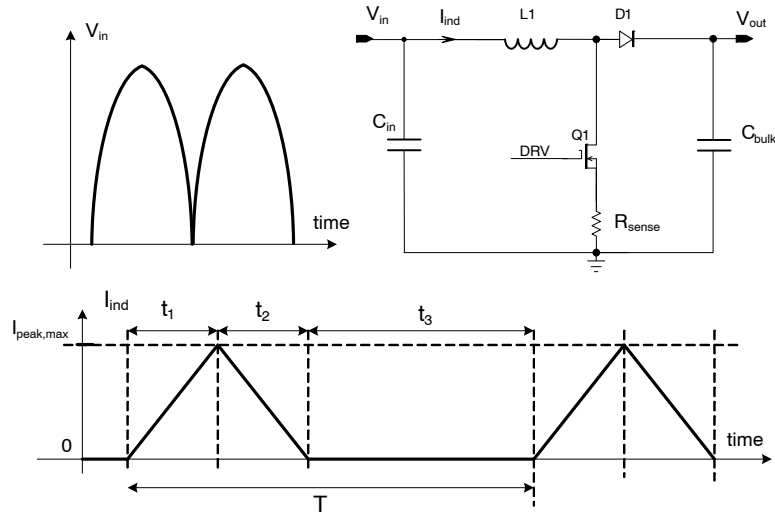 V_in
time
V_in
I_ind
L1
D1
V_out
C_in
Q1
DRV
C_bulk
R_sense
I_ind
I_peak,max
t_1
t_2
t_3
0
time
T